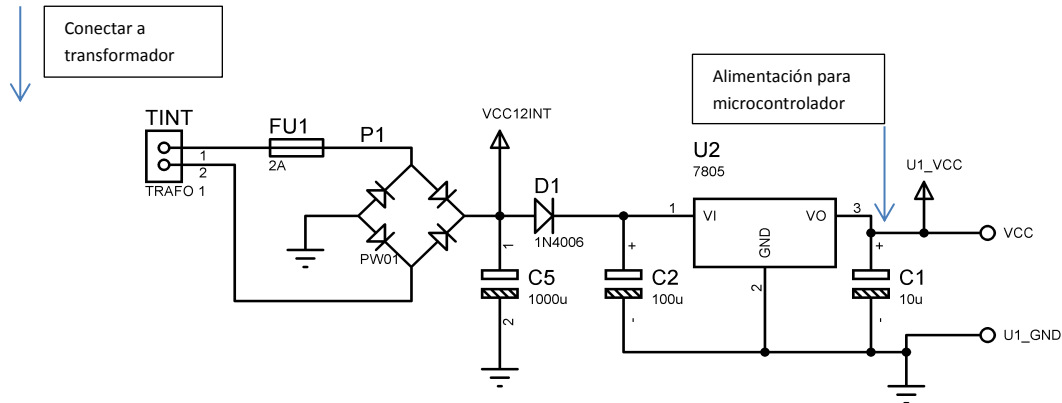 Conectar a
transformador
Alimentación para
microcontrolador
TINT
1
2
TRAFO 1
FU1
2A
P1
PW01
VCC12INT
D1
1N4006
1
C5
1000u
2
+
C2
100u
-
U2
7805
1
VI
VO
3
GND
2
U1_VCC
VCC
+
C1
10u
-
U1_GND